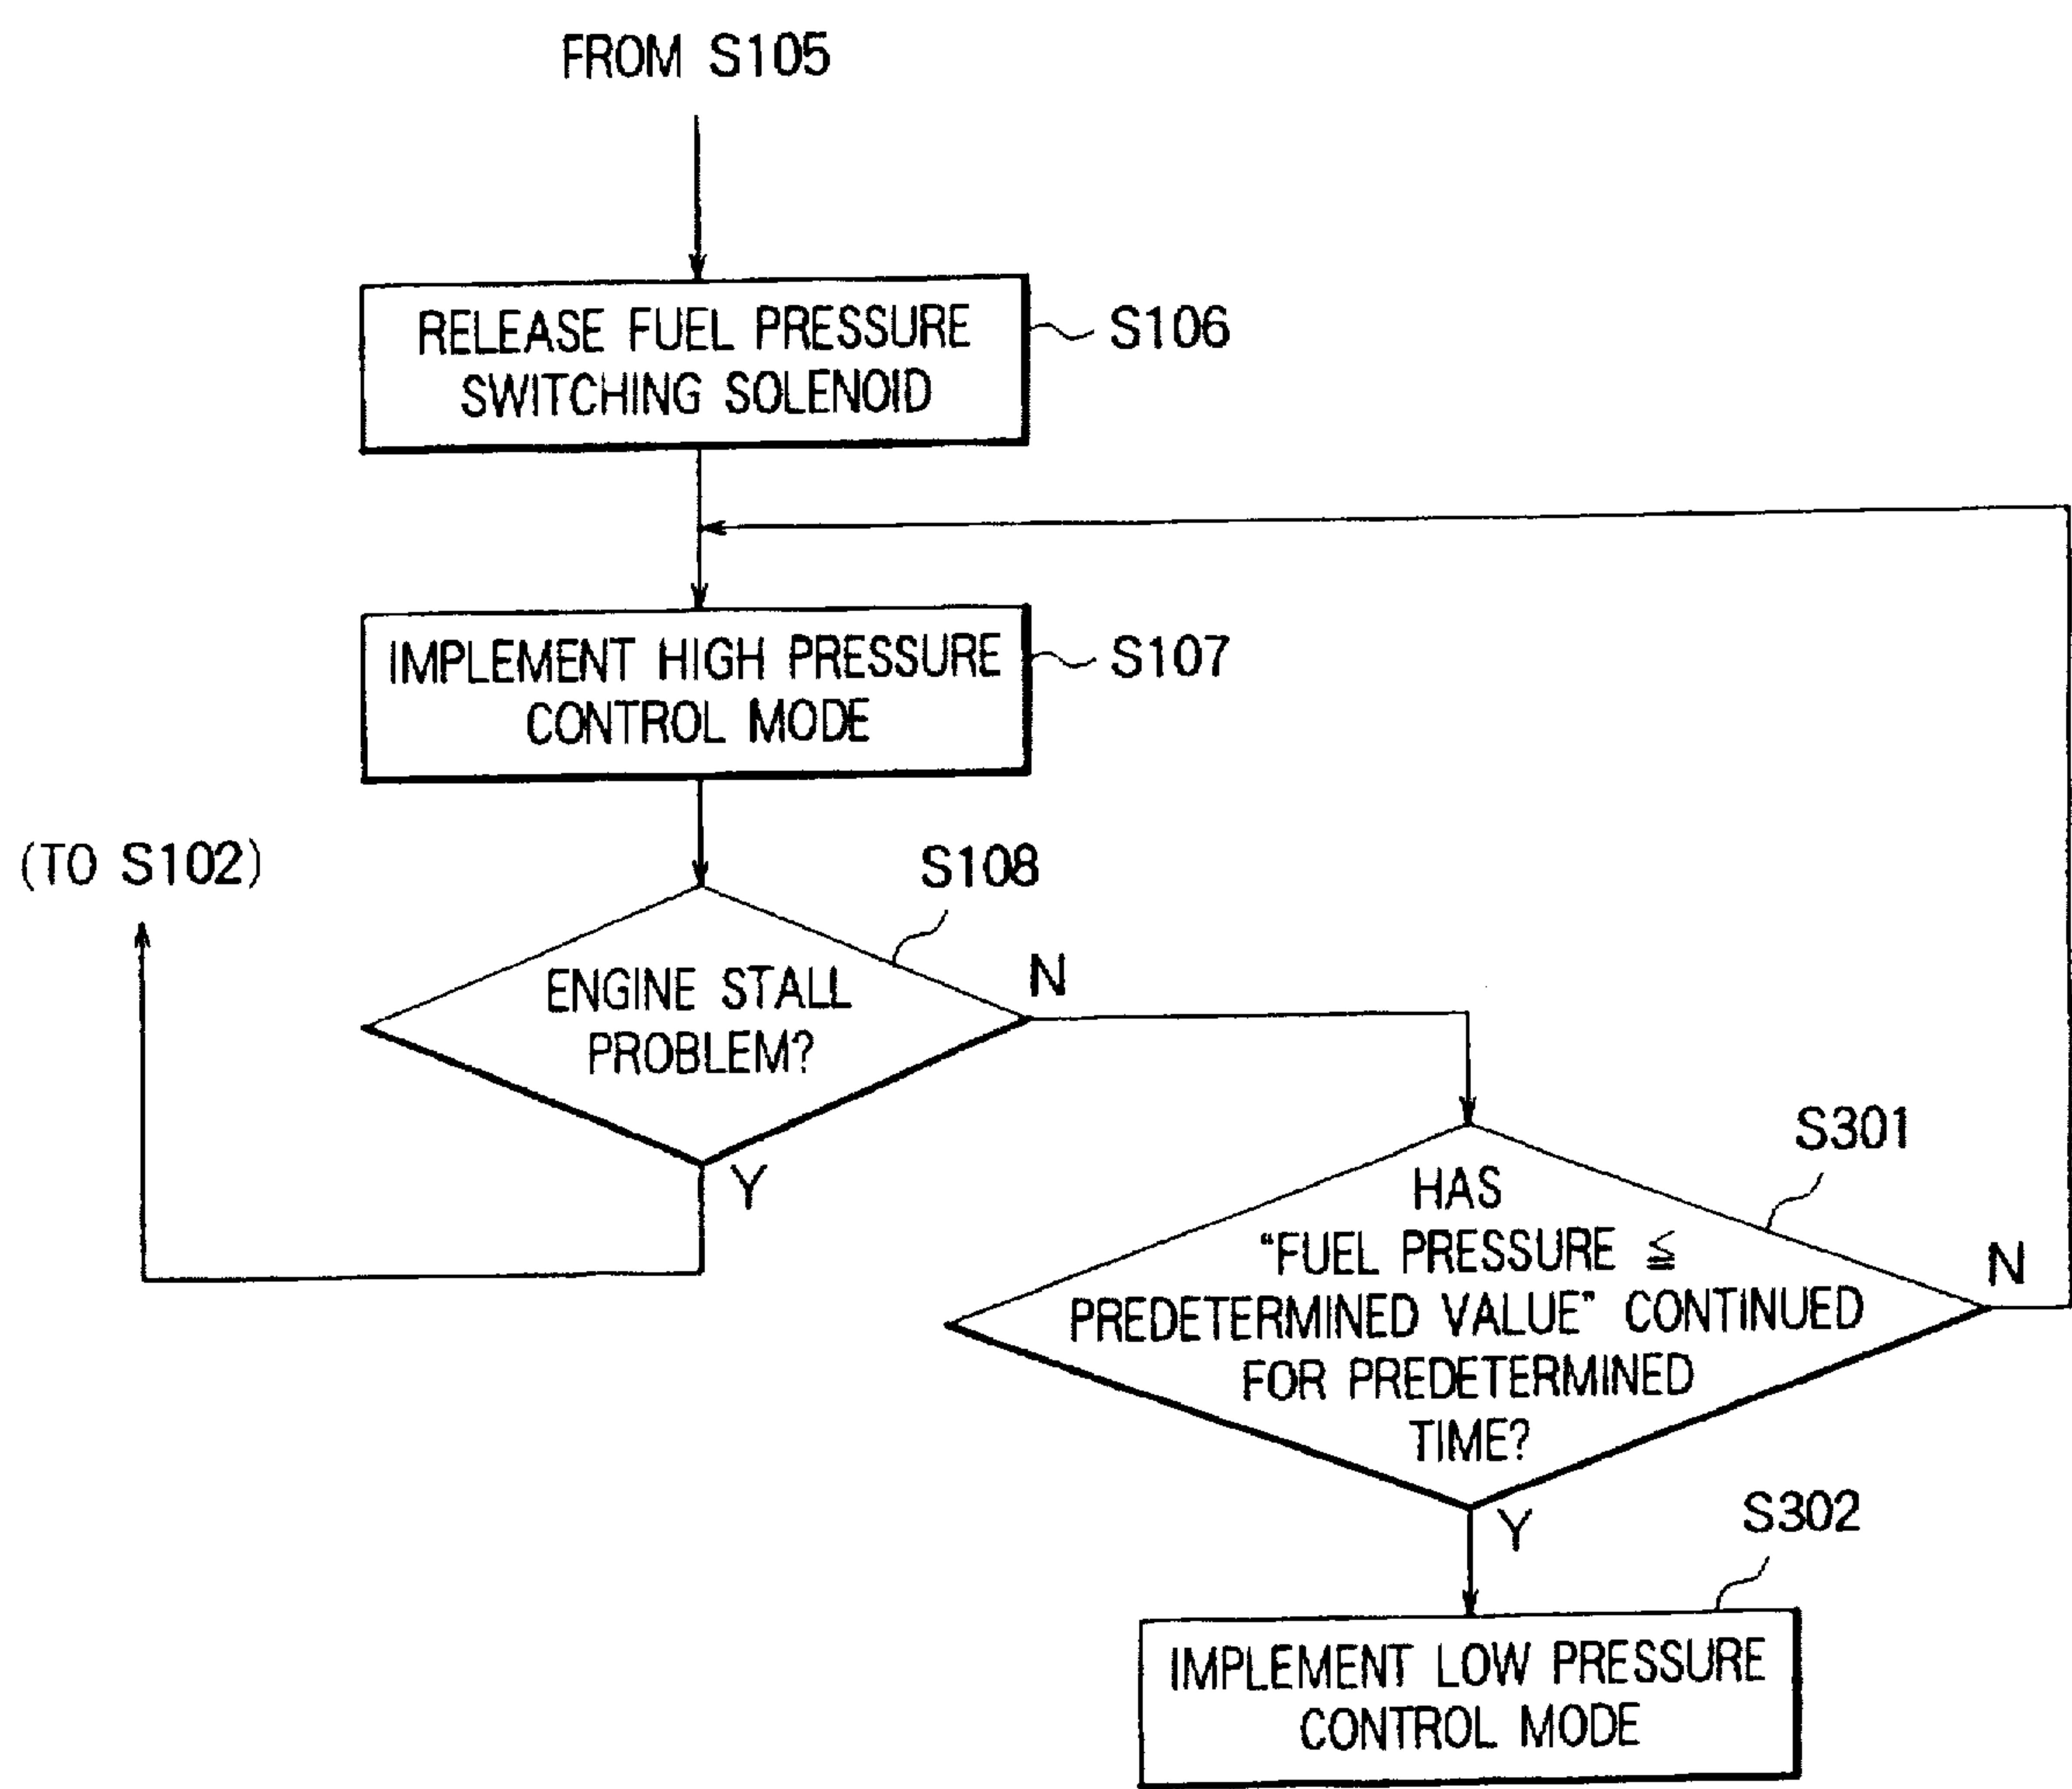 FROM S105
RELEASE FUEL PRESSURE
SWITCHING SOLENOID
S106
IMPLEMENT HIGH PRESSURE
CONTROL MODE
S107
(TO S102)
S108
ENGINE STALL
PROBLEM?
N
Y
S301
HAS
“FUEL PRESSURE ≦
PREDETERMINED VALUE” CONTINUED
FOR PREDETERMINED
TIME?
N
Y
S302
IMPLEMENT LOW PRESSURE
CONTROL MODE